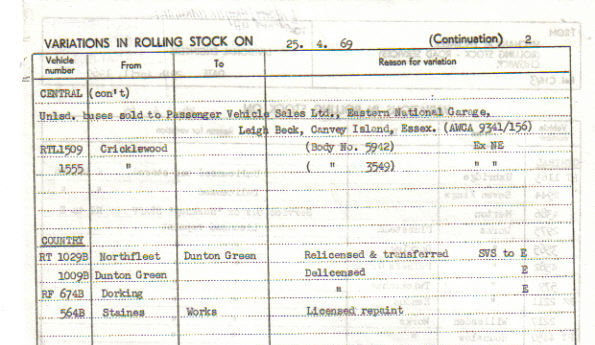 VARIATIONS IN ROLLING STOCK ON 25. 4. 69 (Continuation) 2
Vehicle number From To Reason for variation
CENTRAL (con't)
Unlsd. buses sold to Passenger Vehicle Sales Ltd., Eastern National Garage,
Leigh Beck, Canvey Island, Essex. (AWCA 9341/156)
RTL1509 Cricklewood (Body No. 5942) Ex NE
1555 " ( " 3549) " "
COUNTRY
RT 1029B Northfleet Dunton Green Relicensed & transferred SVS to E
1009B Dunton Green Delicensed E
RF 674B Dorking " E
564B Staines Works Licensed repaint